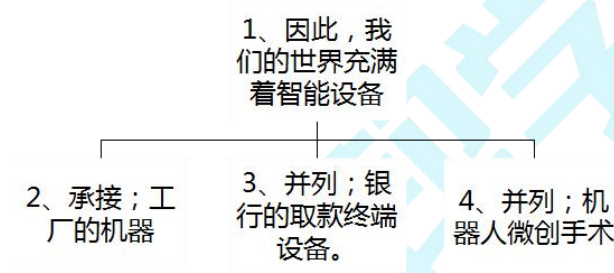 1、因此，我
们的世界充满
着智能设备
2、承接；工
厂的机器
3、并列；银
行的取款终端
设备。
4、并列；机
器人微创手术